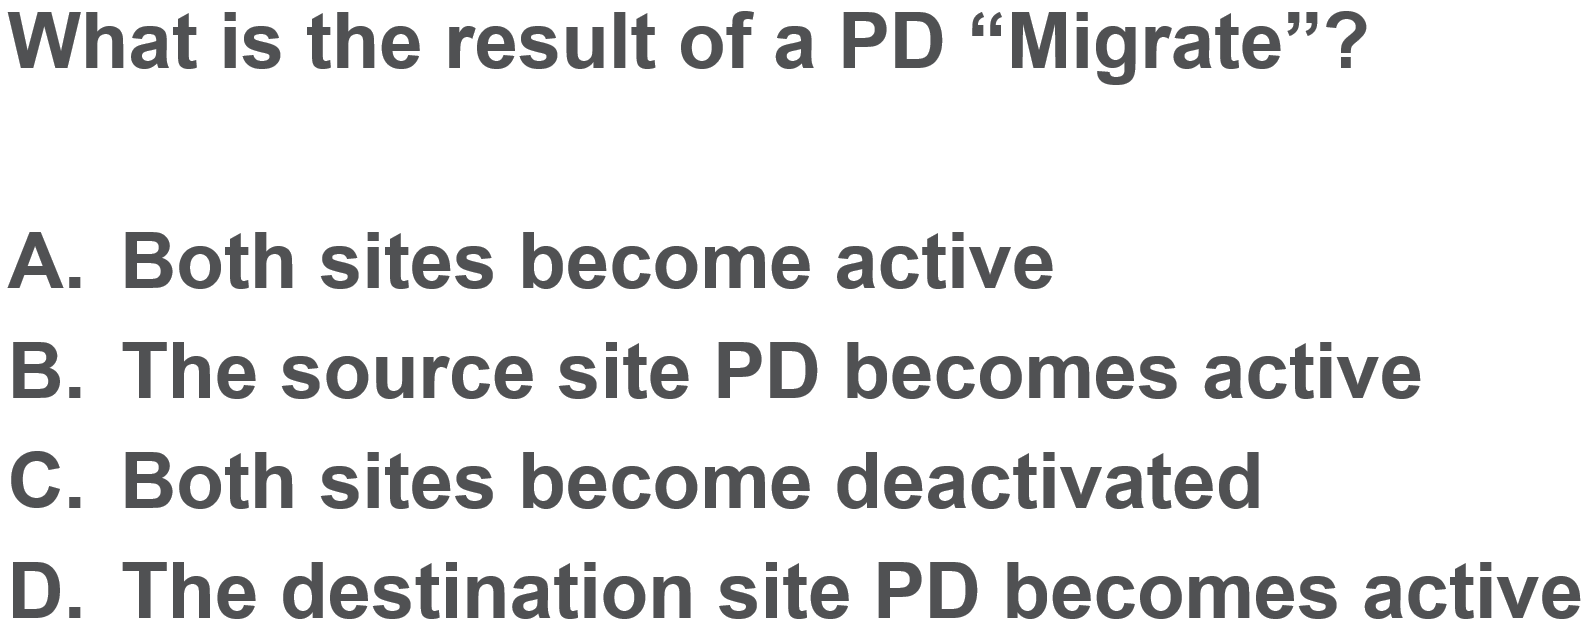 What is the result of a PD “Migrate”?
A. Both sites become active
B. The source site PD becomes active
C. Both sites become deactivated
D. The destination site PD becomes active